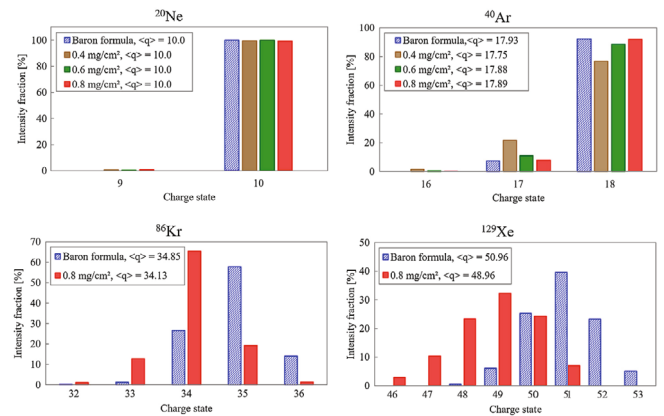 ²⁰Ne
Intensity fraction [%]
100
80
60
40
20
0
Baron formula, <q> = 10.0
0.4 mg/cm², <q> = 10.0
0.6 mg/cm², <q> = 10.0
0.8 mg/cm², <q> = 10.0
9 10
Charge state
⁴⁰Ar
Intensity fraction [%]
100
80
60
40
20
0
Baron formula,<q> = 17.93
0.4 mg/cm², <q> = 17.75
0.6 mg/cm², <q> = 17.88
0.8 mg/cm², <q> = 17.89
16 17 18
Charge state
⁸⁶Kr
Intensity fraction [%]
70
60
50
40
30
20
10
0
Baron formula, <q> = 34.85
0.8 mg/cm², <q> = 34.13
32 33 34 35 36
Charge state
¹²⁹Xe
Intensity fraction [%]
50
40
30
20
10
0
Baron formula, <q> = 50.96
0.8 mg/cm², <q> = 48.96
46 47 48 49 50 51 52 53
Charge state